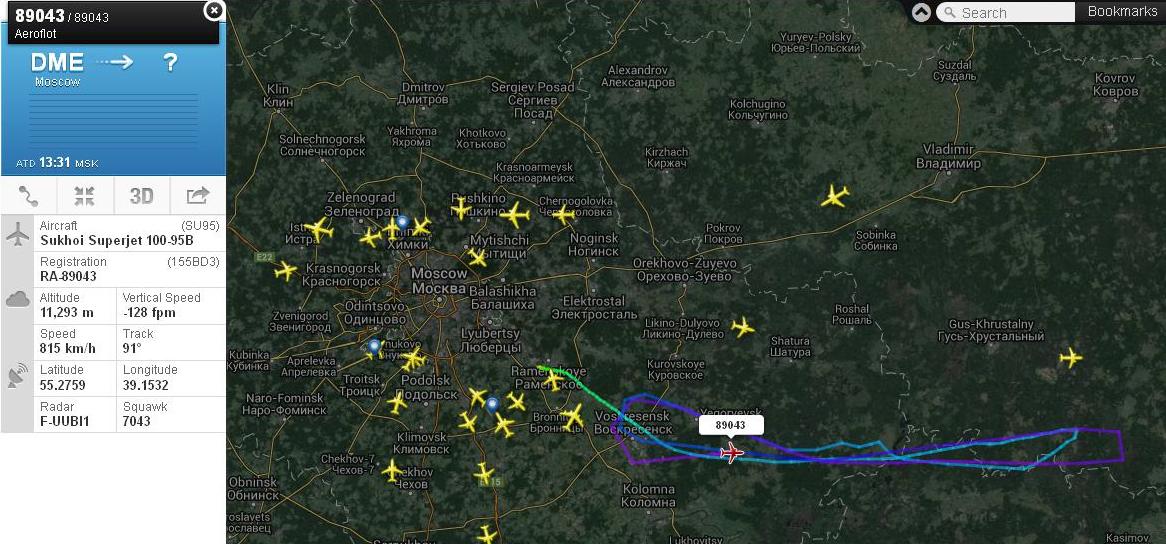 89043 / 89043
Aeroflot
DME
?
Moscow
ATD 13:31 MSK
3D
Aircraft
(SU95)
Sukhoi Superjet 100-95B
Registration
(155BD3)
RA-89043
Altitude
Vertical Speed
11,293 m
-128 fpm
Speed
Track
815 km/h
91°
Latitude
Longitude
55.2759
39.1532
Radar
Squawk
F-UUBI1
7043
Search
Bookmarks
Yuryev-Polsky
Юрьев-Польский
Suzdal
Суздаль
Alexandrov
Александров
Kovrov
Ковров
Klin
Клин
Dmitrov
Дмитров
Sergiev Posad
Сергиев
Посад
Kolchugino
Кольчугино
Yakhroma
Яхрома
Khotkovo
Хотьково
Solnechnogorsk
Солнечногорск
Vladimir
Владимир
Kirzhach
Киржач
Krasnoarmeysk
Красноармейск
Zelenograd
Зеленоград
Pushkino
Пушкино
Chernogolovka
Черноголовка
Истра
Химки
Mytishchi
Мытищи
Noginsk
Ногинск
Pokrov
Покров
Sobinka
Собинка
E22
Krasnogorsk
Красногорск
Moscow
Москва
Balashikha
Балашиха
Orekhovo-Zuyevo
Орехово-Зуево
Elektrostal
Электросталь
Odintsovo
Одинцово
Zvenigorod
Звенигород
Lyubertsy
Люберцы
Likino-Dulyovo
Ликино-Дулево
Roshal
Рошаль
Gus-Khrustalny
Гусь-Хрустальный
Shatura
Шатура
Kubinka
Кубинка
Aprelevka
Апрелевка
Kurovskoye
Куровское
Ramenskoye
Раменское
Troitsk
Троицк
Podolsk
Подольск
Naro-Fominsk
Наро-Фоминск
Бронницы
Voskresensk
Воскресенск
Yegoryevsk
89043
Klimovsk
Климовск
Chekhov-7
Чехов-7
Чехов
Obninsk
Обнинск
Kolomna
Коломна
Lukhovitsy
Kasimov